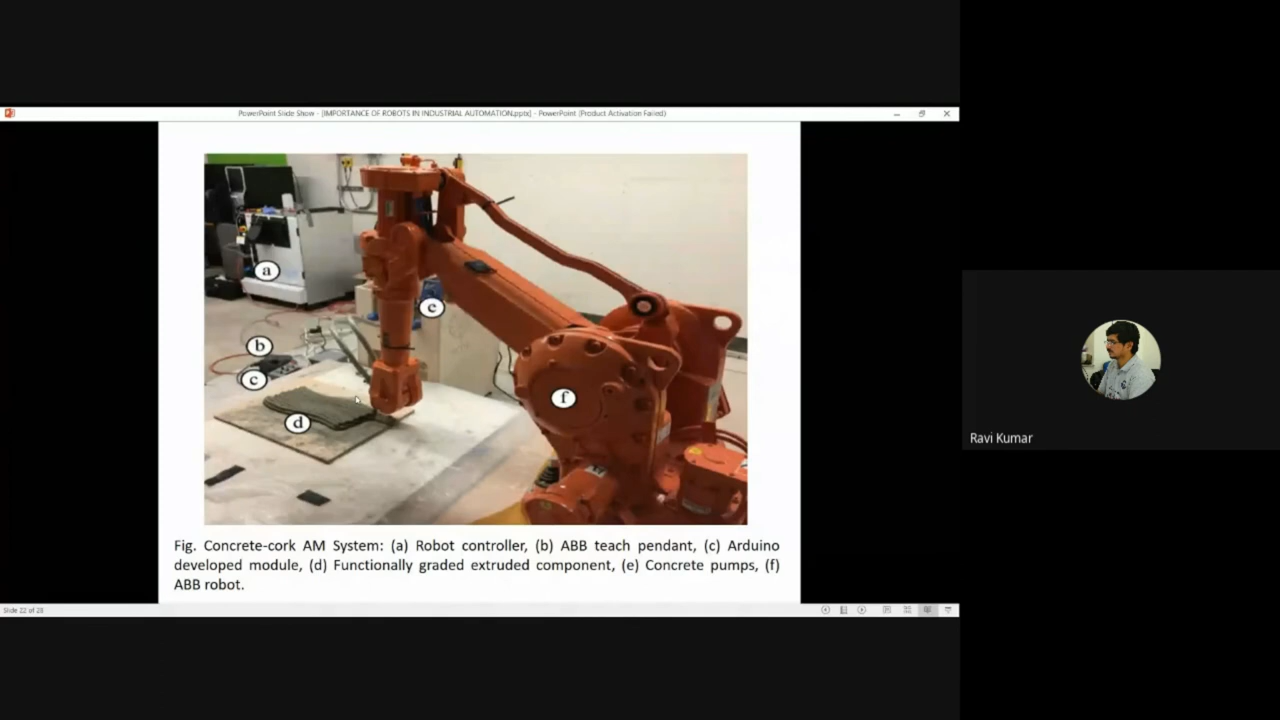 PowerPoint Slide Show - [IMPORTANCE OF ROBOTS IN INDUSTRIAL AUTOMATION.pptx] - PowerPoint (Product Activation Failed)
a
e
b
c
f
d
Fig. Concrete-cork AM System: (a) Robot controller, (b) ABB teach pendant, (c) Arduino
developed module, (d) Functionally graded extruded component, (e) Concrete pumps, (f)
ABB robot.
Slide 22 of 28
Ravi Kumar